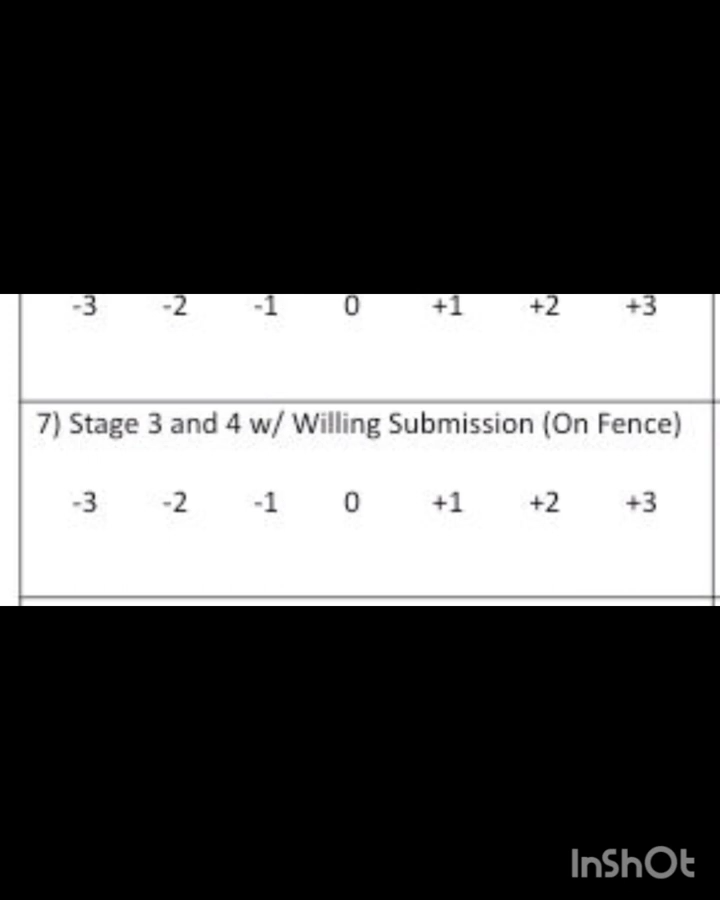 -3 -2 -1 0 +1 +2 +3
7) Stage 3 and 4 w/ Willing Submission (On Fence)
-3 -2 -1 0 +1 +2 +3
InShOt